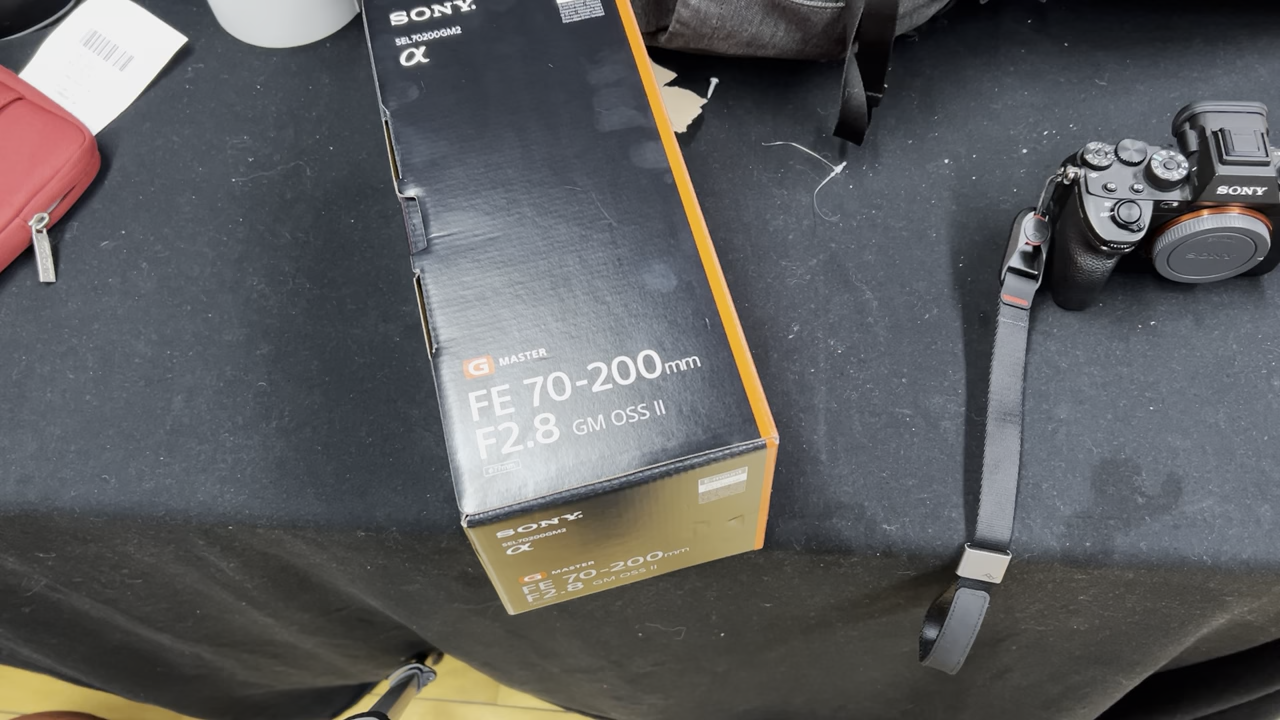 SONY
SEL70200GM2
α
G MASTER
FE 70-200mm
F2.8 GM OSS II
SONY
SEL70200GM2
α
G MASTER
FE 70-200mm
F2.8 GM OSS II
SONY
SONY